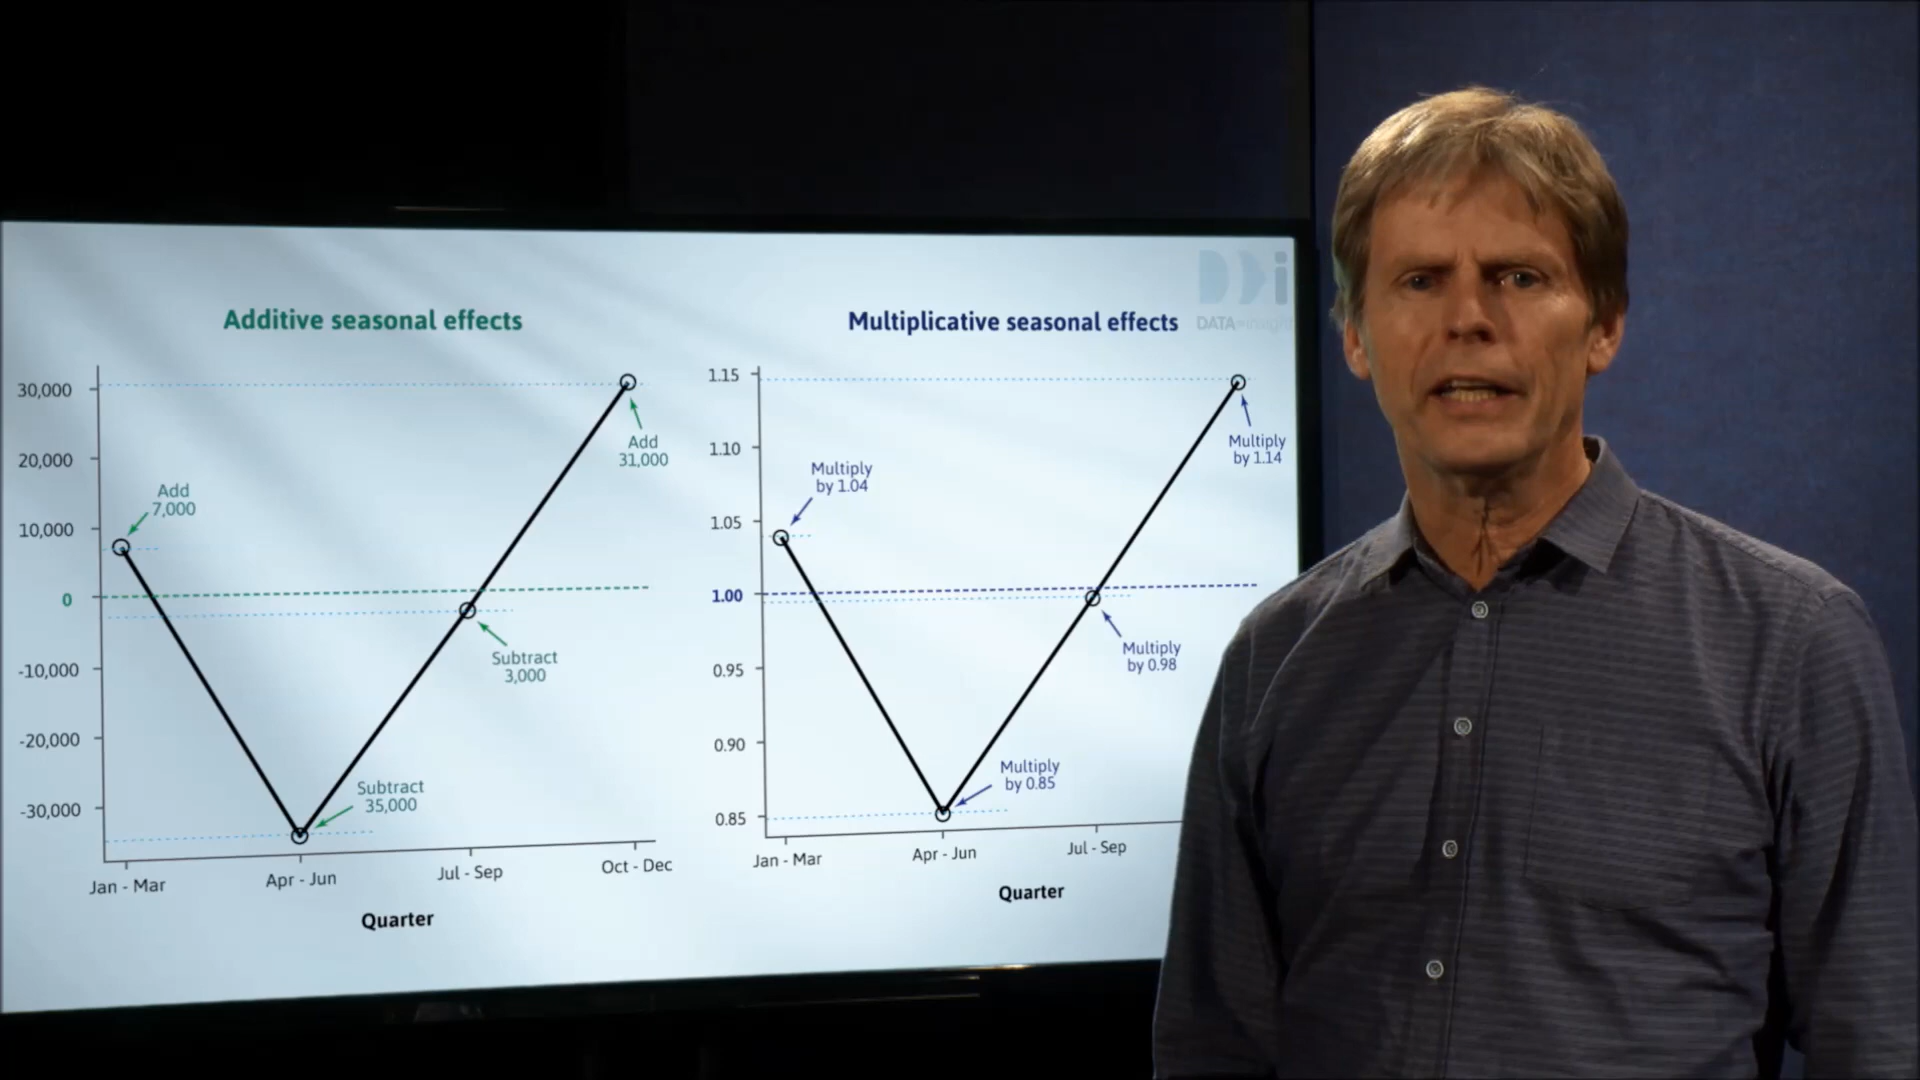 Additive seasonal effects
30,000
20,000
10,000
0
-10,000
-20,000
-30,000
Add
7,000
Subtract
35,000
Subtract
3,000
Add
31,000
Jan - Mar
Apr - Jun
Jul - Sep
Oct - Dec
Quarter
Multiplicative seasonal effects
1.15
1.10
1.05
1.00
0.95
0.90
0.85
Multiply
by 1.04
Multiply
by 0.85
Multiply
by 0.98
Multiply
by 1.14
Jan - Mar
Apr - Jun
Jul - Sep
Quarter
DDi
DATA=insight